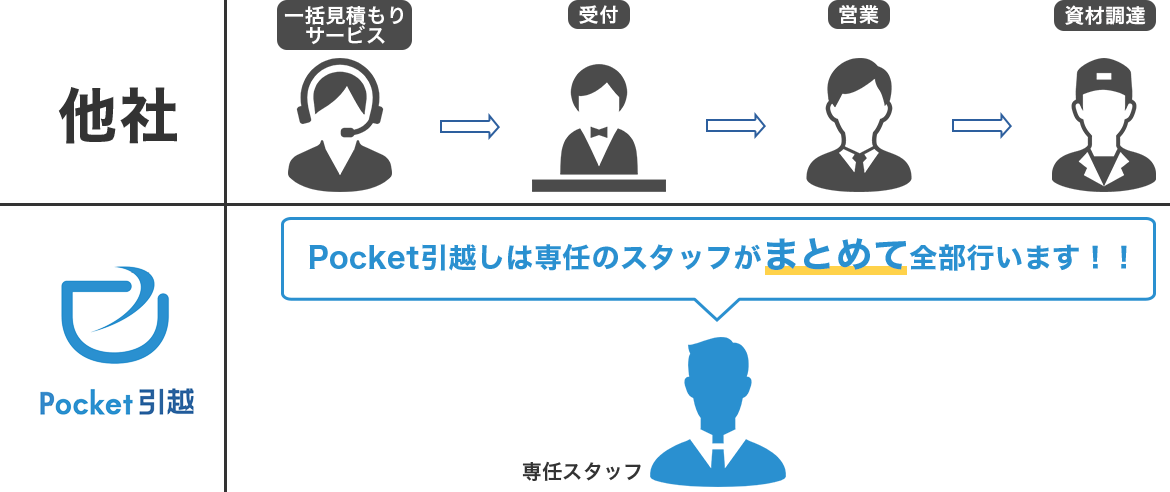 一括見積もり
サービス
受付
営業
資材調達
他社
Pocket引越しは専任のスタッフがまとめて全部行います！！
Pocket引越
専任スタッフ